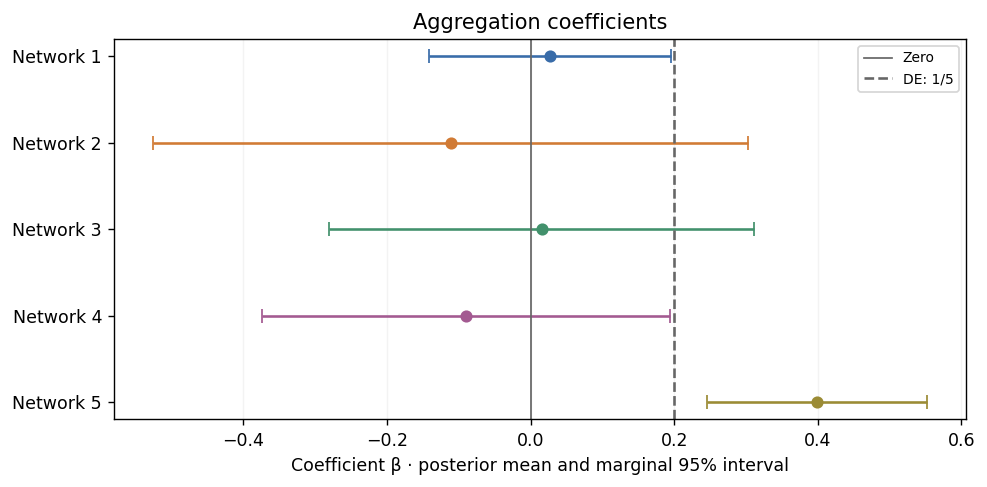 Aggregation coefficients
Network 1
Network 2
Network 3
Network 4
Network 5
Zero
DE: 1/5
−0.4
−0.2
0.0
0.2
0.4
0.6
Coefficient β · posterior mean and marginal 95% interval